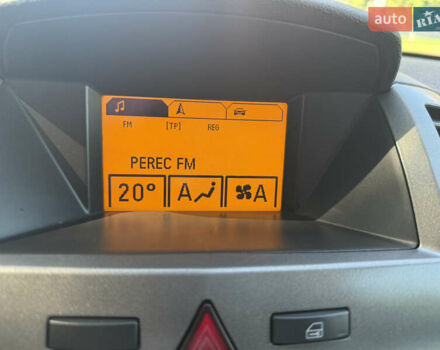 auto RIA
FM [TP] REG
PEREC FM
20° A A